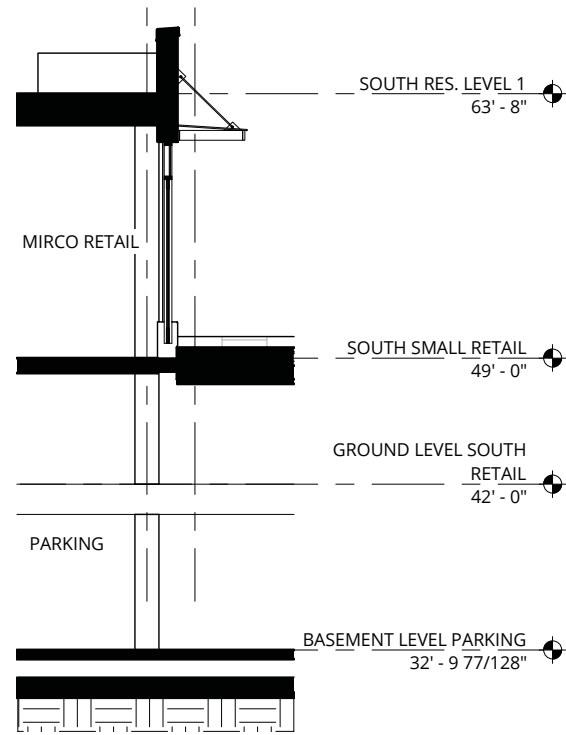 SOUTH RES. LEVEL 1
63' - 8"
MIRCO RETAIL
SOUTH SMALL RETAIL
49' - 0"
GROUND LEVEL SOUTH
RETAIL
42' - 0"
PARKING
BASEMENT LEVEL PARKING
32' - 9 77/128"